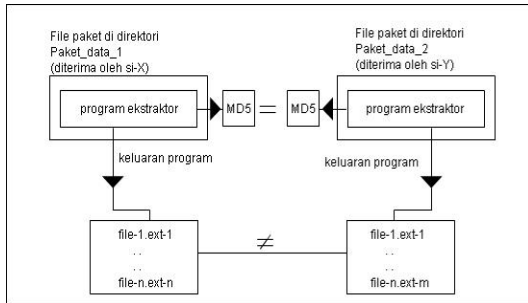 File paket di direktori
Paket_data_1
(diterima oleh si-X)
File paket di direktori
Paket_data_2
(diterima oleh si-Y)
program ekstraktor
MD5
=
MD5
program ekstraktor
keluaran program
keluaran program
file-1.ext-1
. .
. .
file-n.ext-n
≠
file-1.ext-1
. .
. .
file-n.ext-m